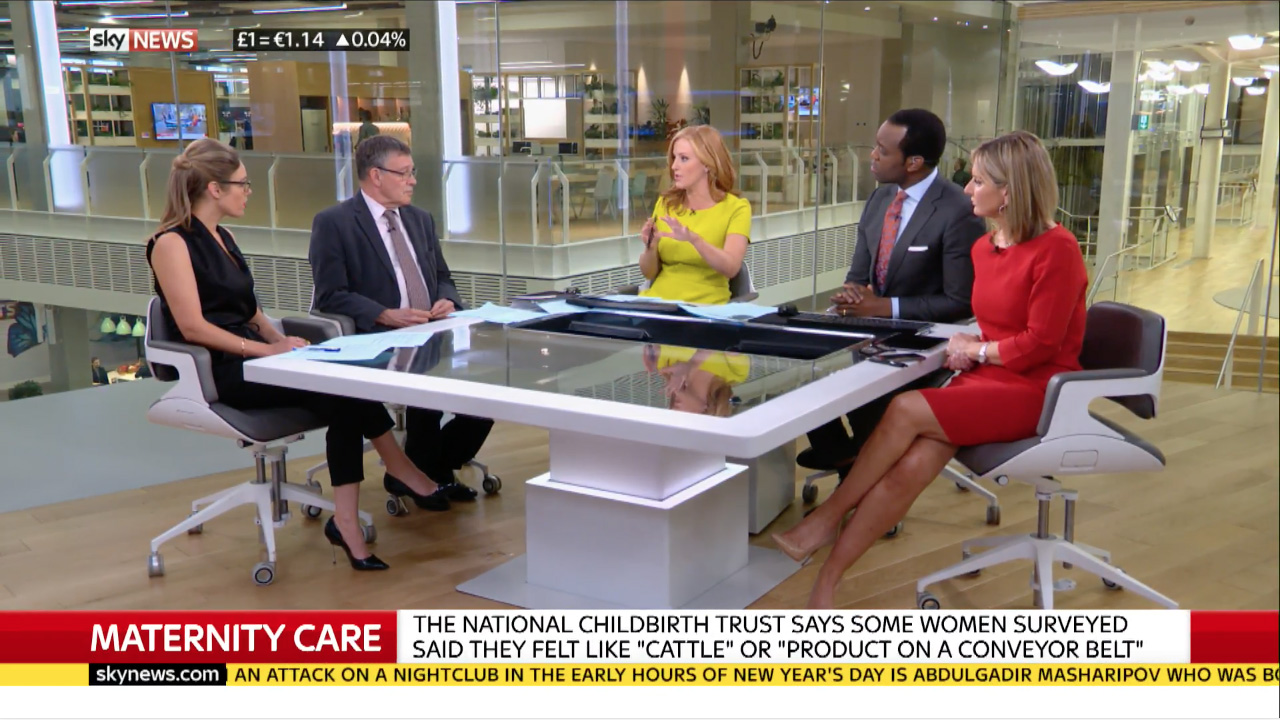 sky NEWS
£1=€1.14 ▲0.04%
MATERNITY CARE
THE NATIONAL CHILDBIRTH TRUST SAYS SOME WOMEN SURVEYED
SAID THEY FELT LIKE "CATTLE" OR "PRODUCT ON A CONVEYOR BELT"
skynews.com
AN ATTACK ON A NIGHTCLUB IN THE EARLY HOURS OF NEW YEAR'S DAY IS ABDULGADIR MASHARIPOV WHO WAS